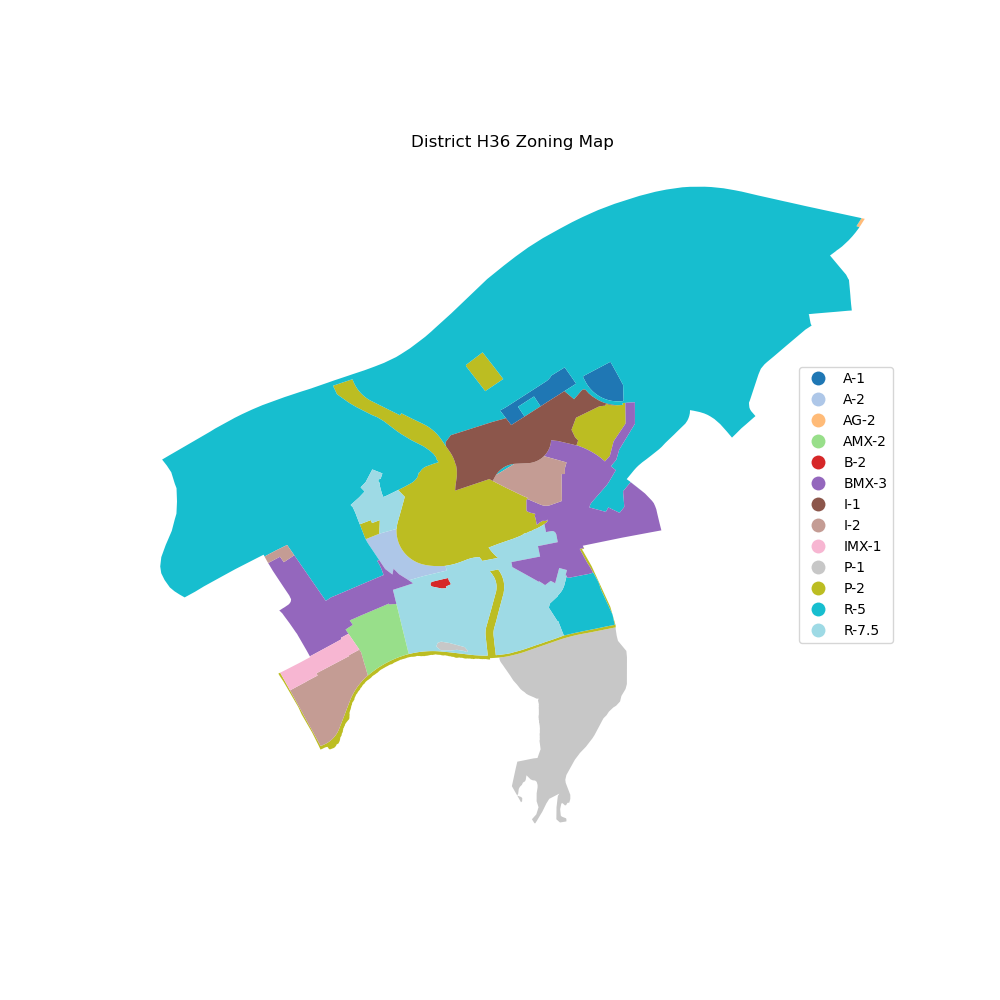 District H36 Zoning Map
A-1
A-2
AG-2
AMX-2
B-2
BMX-3
I-1
I-2
IMX-1
P-1
P-2
R-5
R-7.5